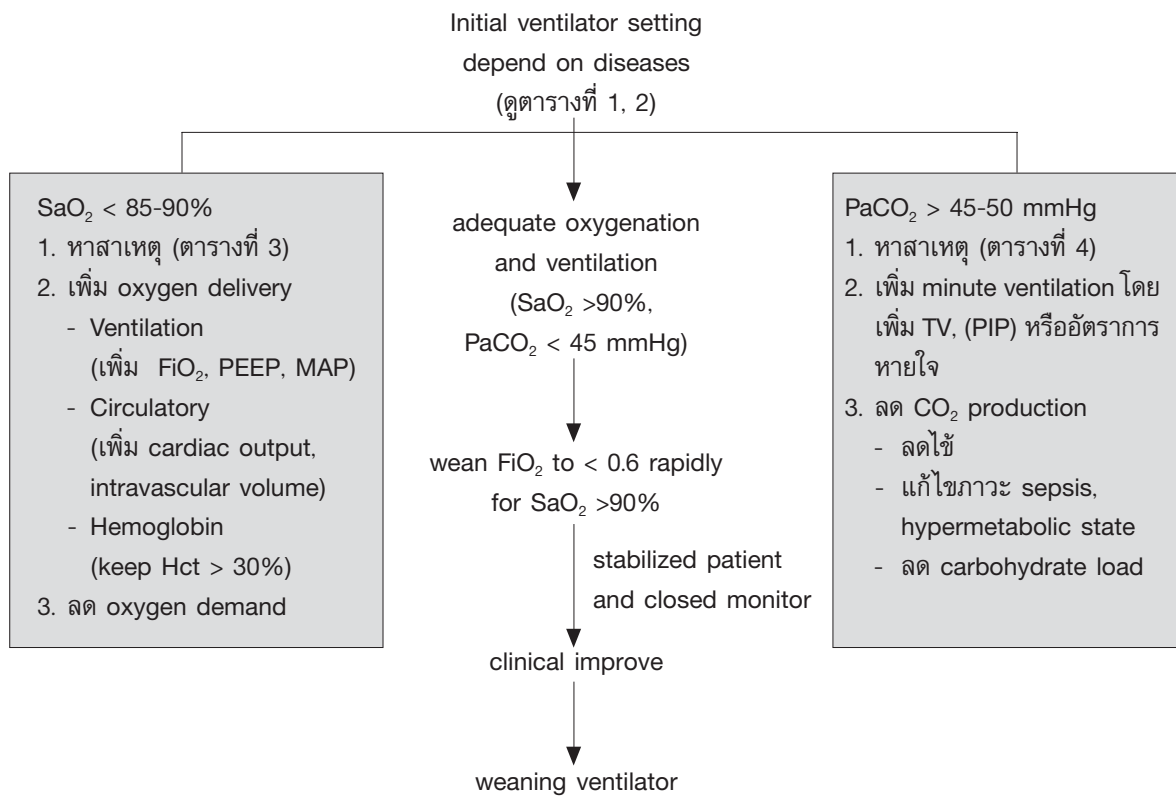 Initial ventilator setting
depend on diseases
(ดูตารางที่ 1, 2)
SaO₂ < 85-90%
1. หาสาเหตุ (ตารางที่ 3)
2. เพิ่ม oxygen delivery
- Ventilation
(เพิ่ม FiO₂, PEEP, MAP)
- Circulatory
(เพิ่ม cardiac output,
intravascular volume)
- Hemoglobin
(keep Hct > 30%)
3. ลด oxygen demand
adequate oxygenation
and ventilation
(SaO₂ >90%,
PaCO₂ < 45 mmHg)
wean FiO₂ to < 0.6 rapidly
for SaO₂ >90%
stabilized patient
and closed monitor
clinical improve
weaning ventilator
PaCO₂ > 45-50 mmHg
1. หาสาเหตุ (ตารางที่ 4)
2. เพิ่ม minute ventilation โดย
เพิ่ม TV, (PIP) หรืออัตราการ
หายใจ
3. ลด CO₂ production
- ลดไข้
- แก้ไขภาวะ sepsis,
hypermetabolic state
- ลด carbohydrate load